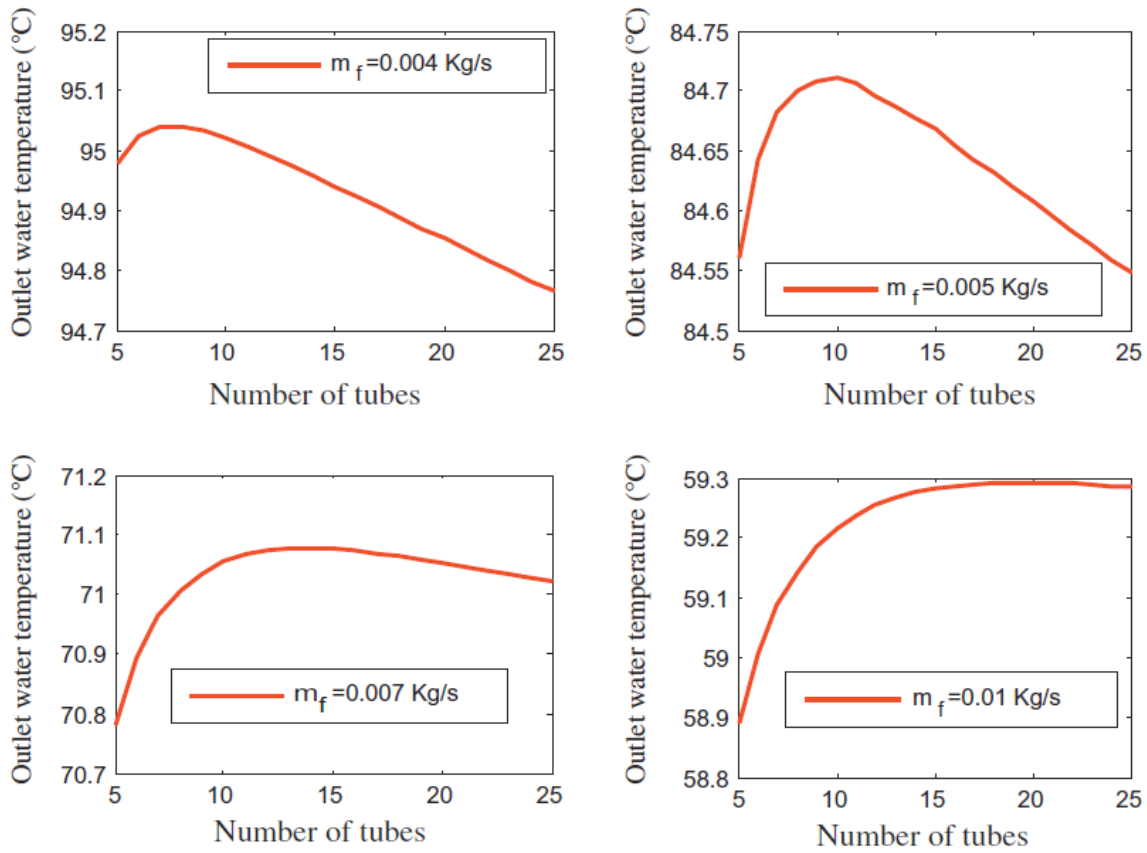 Outlet water temperature (°C)
95.2
95.1
95
94.9
94.8
94.7
m f =0.004 Kg/s
5 10 15 20 25
Number of tubes
Outlet water temperature (°C)
84.75
84.7
84.65
84.6
84.55
84.5
m f =0.005 Kg/s
5 10 15 20 25
Number of tubes
Outlet water temperature (°C)
71.2
71.1
71
70.9
70.8
70.7
m f =0.007 Kg/s
5 10 15 20 25
Number of tubes
Outlet water temperature (°C)
59.3
59.2
59.1
59
58.9
58.8
m f =0.01 Kg/s
5 10 15 20 25
Number of tubes